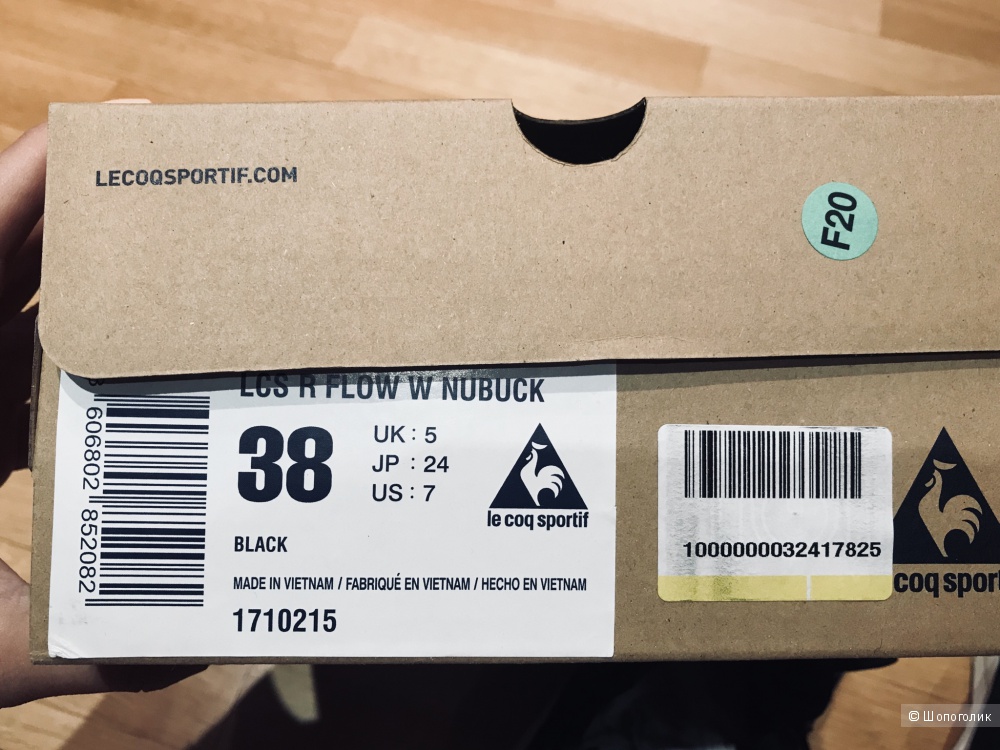 LECOQSPORTIF.COM
F20
LCS R FLOW W NUBUCK
38
UK : 5
JP : 24
US : 7
le coq sportif
BLACK
MADE IN VIETNAM / FABRIQUÉ EN VIETNAM / HECHO EN VIETNAM
1710215
606802 852082
1000000032417825
coq sport
© Шопоголик